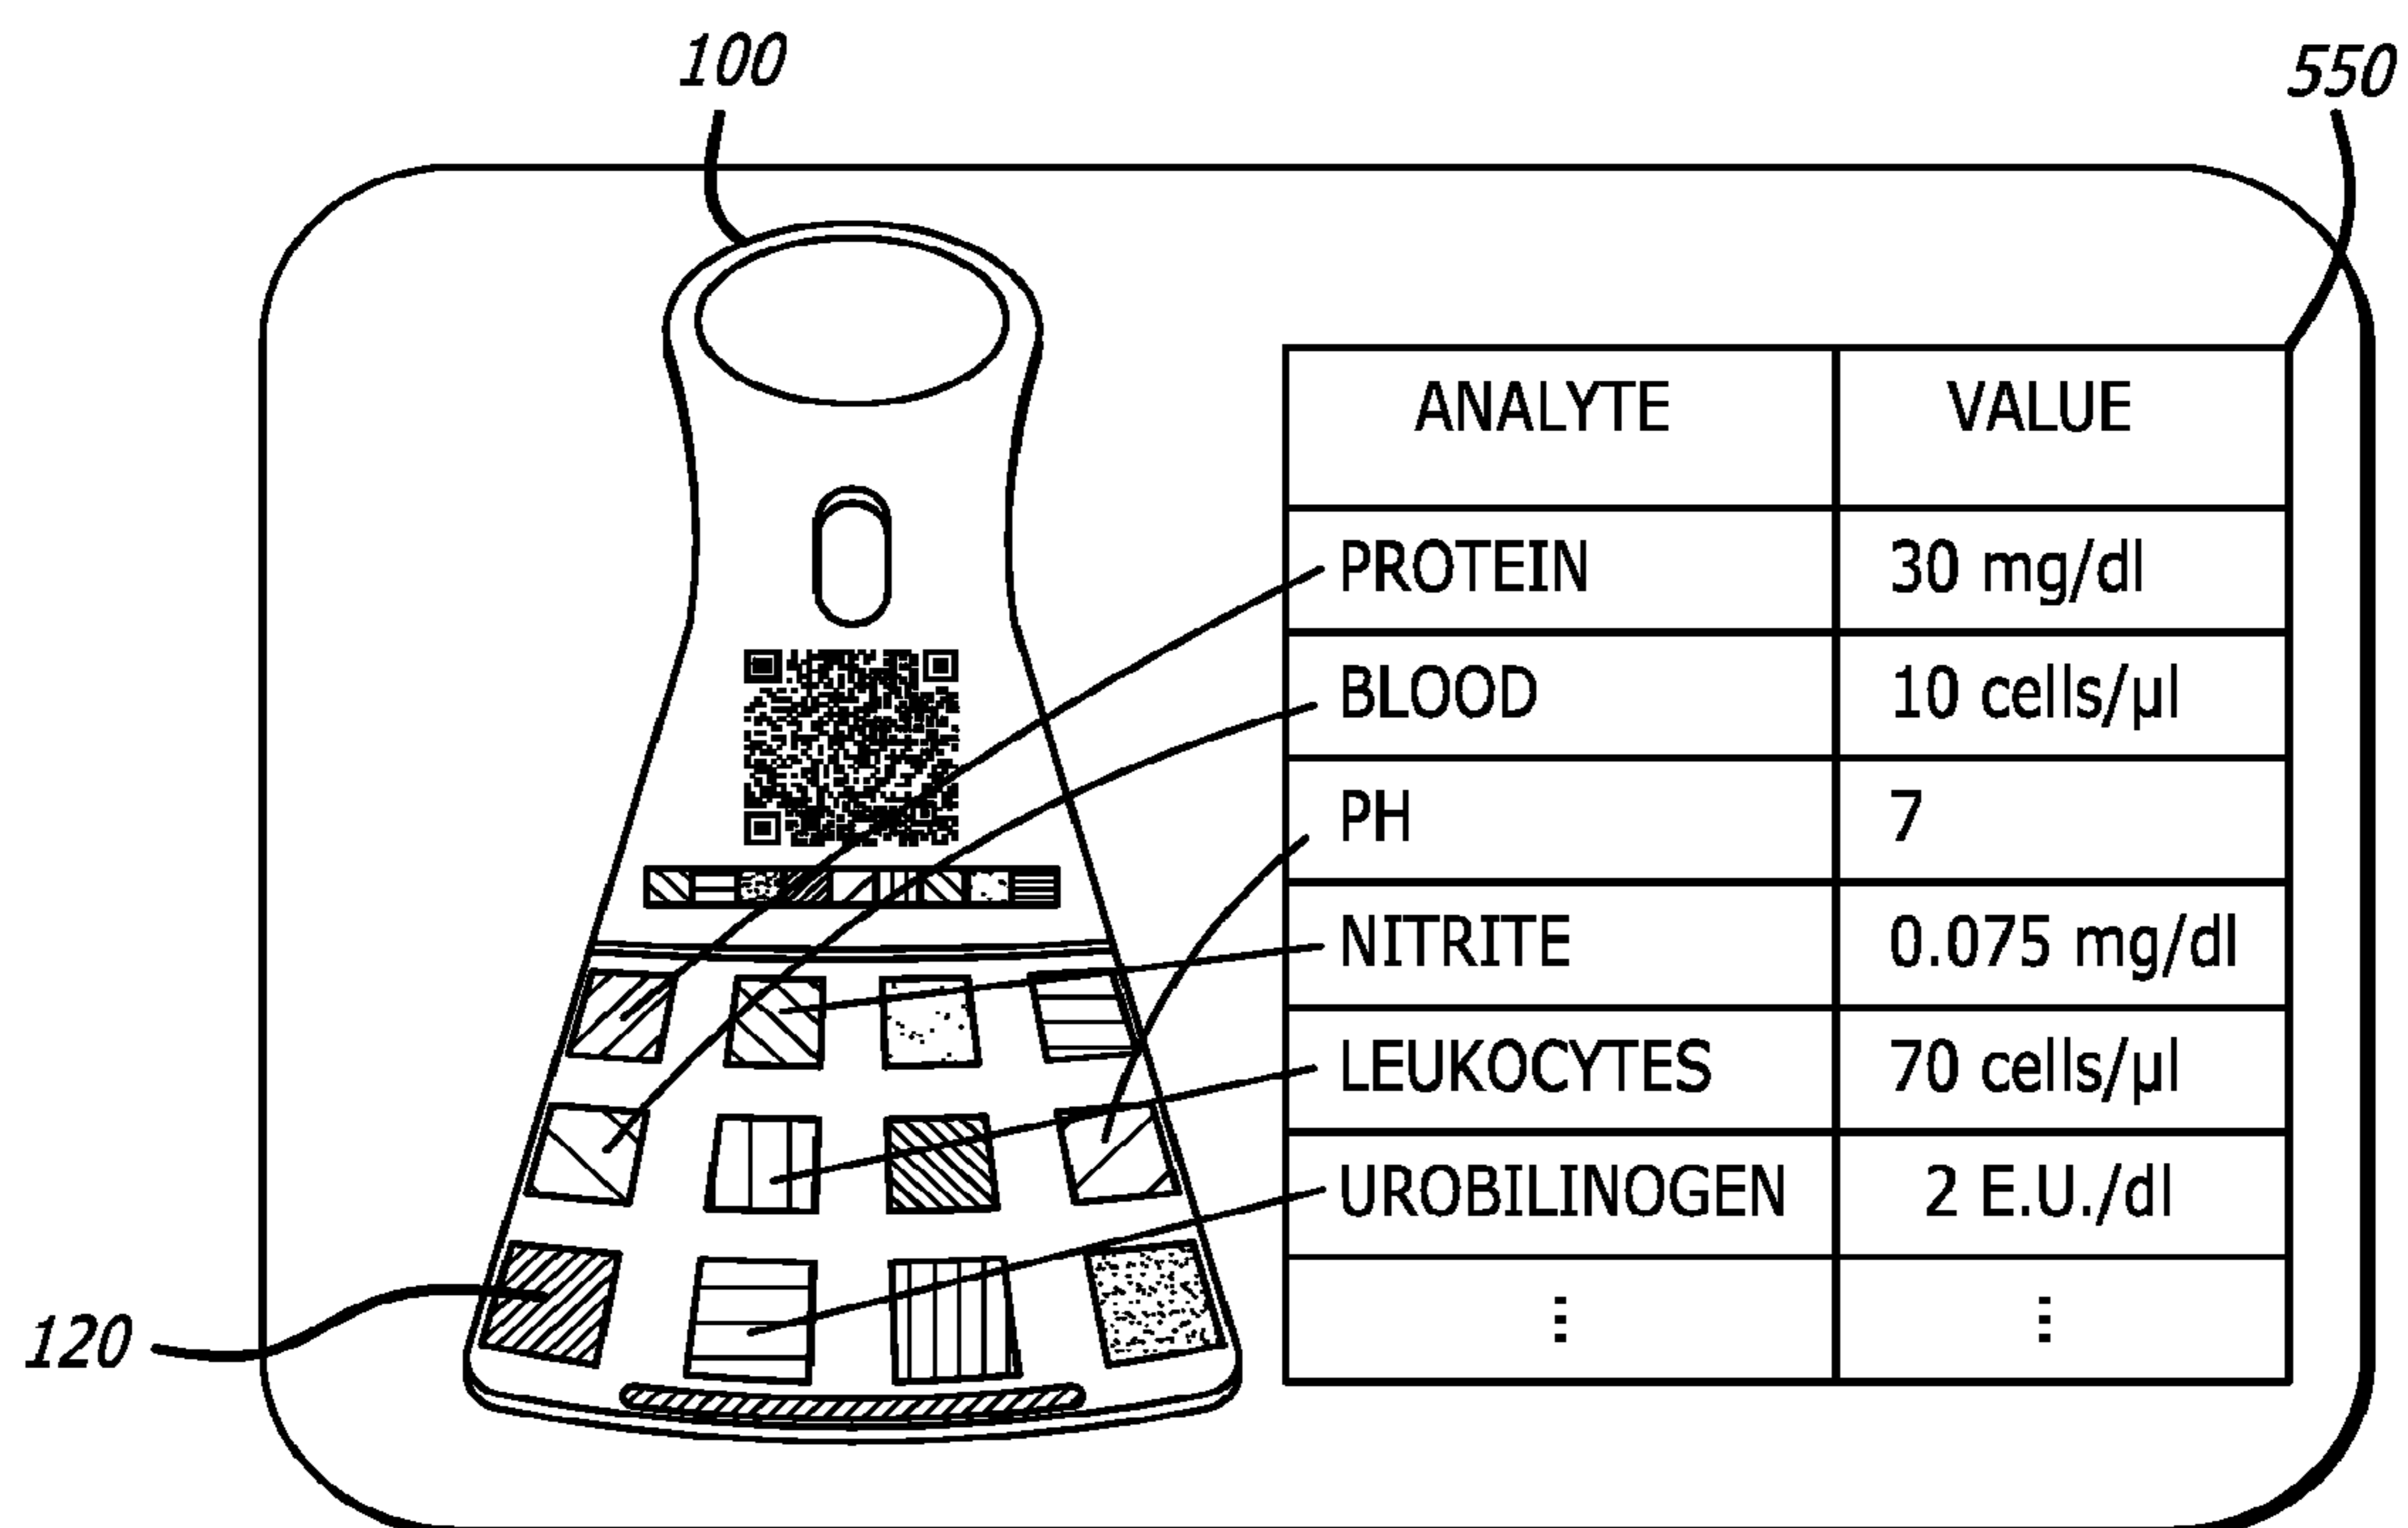 100
550
ANALYTE VALUE
PROTEIN 30 mg/dl
BLOOD 10 cells/µl
PH 7
NITRITE 0.075 mg/dl
LEUKOCYTES 70 cells/µl
UROBILINOGEN 2 E.U./dl
⋮ ⋮
120